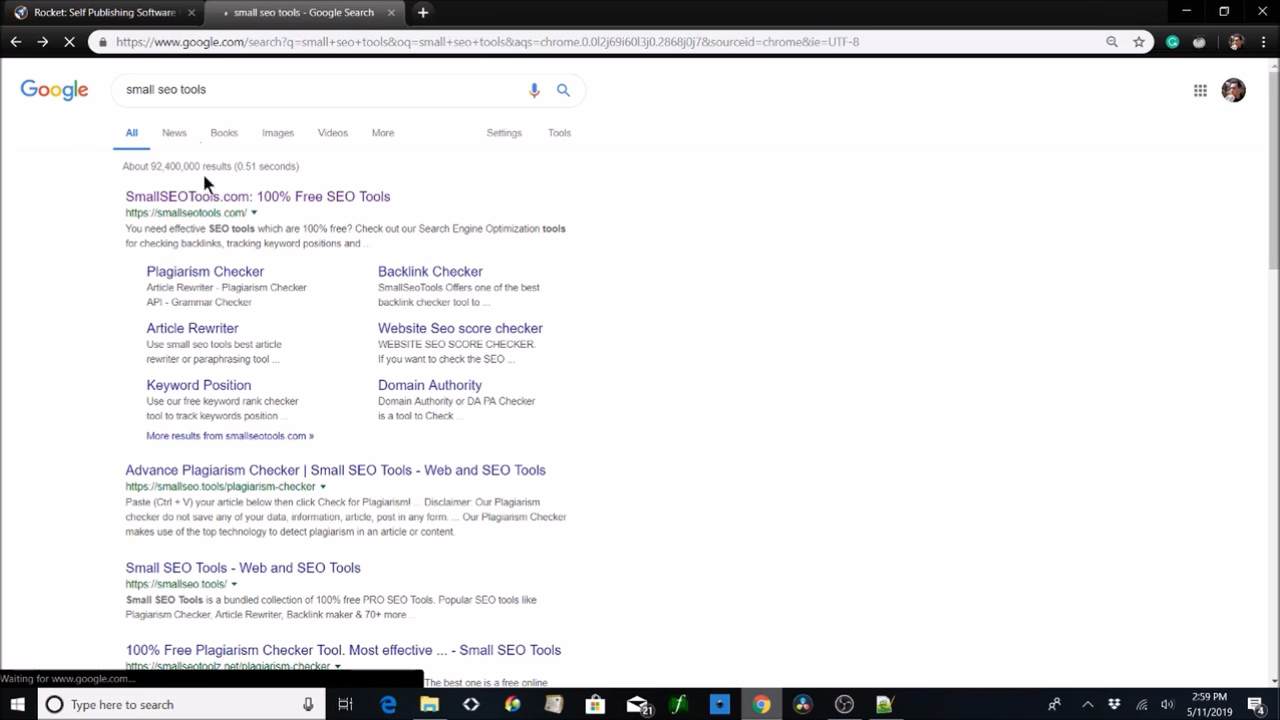 Rocket: Self Publishing Software
small seo tools - Google Search
https://www.google.com/search?q=small+seo+tools&oq=small+seo+tools&aqs=chrome.0.0l2j69i60l3j0.2868j0j7&sourceid=chrome&ie=UTF-8
Google
small seo tools
All News Books Images Videos More Settings Tools
About 92,400,000 results (0.51 seconds)
SmallSEOTools.com: 100% Free SEO Tools
https://smallseotools.com/
You need effective SEO tools which are 100% free? Check out our Search Engine Optimization tools
for checking backlinks, tracking keyword positions and ...
Plagiarism Checker
Article Rewriter · Plagiarism Checker
API - Grammar Checker
Backlink Checker
SmallSeoTools Offers one of the best
backlink checker tool to ...
Article Rewriter
Use small seo tools best article
rewriter or paraphrasing tool ...
Website Seo score checker
WEBSITE SEO SCORE CHECKER.
If you want to check the SEO ...
Keyword Position
Use our free keyword rank checker
tool to track keywords position ...
Domain Authority
Domain Authority or DA PA Checker
is a tool to Check ...
More results from smallseotools.com »
Advance Plagiarism Checker | Small SEO Tools - Web and SEO Tools
https://smallseo.tools/plagiarism-checker
Paste (Ctrl + V) your article below then click Check for Plagiarism! ... Disclaimer: Our Plagiarism
checker do not save any of your data, information, article, post in any form. ... Our Plagiarism Checker
makes use of the top technology to detect plagiarism in an article or content.
Small SEO Tools - Web and SEO Tools
https://smallseo.tools/
Small SEO Tools is a bundled collection of 100% free PRO SEO Tools. Popular SEO tools like
Plagiarism Checker, Article Rewriter, Backlink maker & 70+ more ...
100% Free Plagiarism Checker Tool. Most effective ... - Small SEO Tools
https://smallseotoolz.net/plagiarism-checker
The best one is a free online
Waiting for www.google.com...
Type here to search
21
2:59 PM
5/11/2019
4